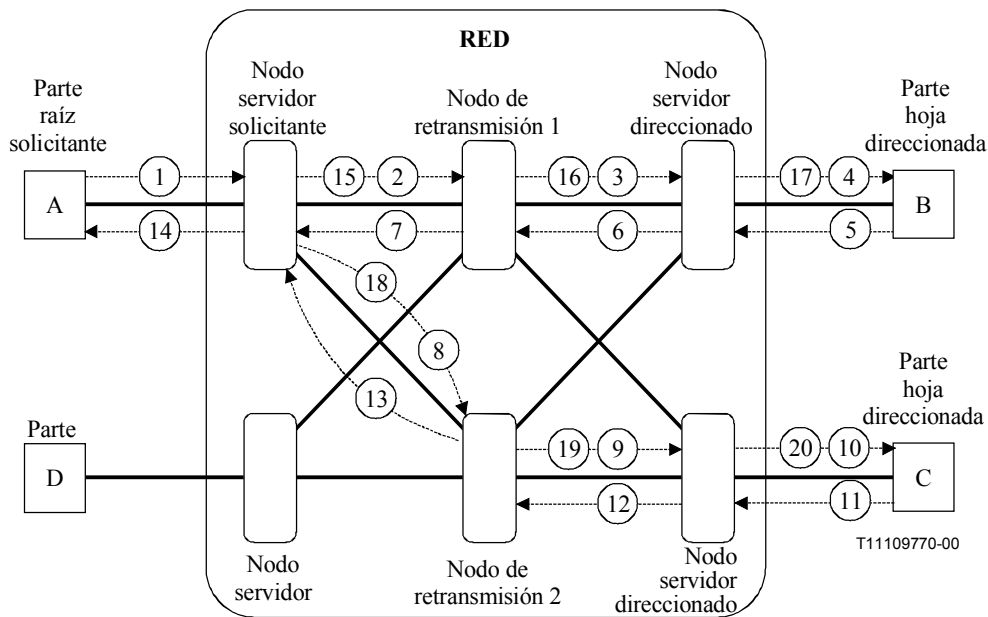 RED
Parte
raíz
solicitante
Nodo
servidor
solicitante
Nodo de
retransmisión 1
Nodo
servidor
direccionado
Parte
hoja
direccionada
1
15
2
16
3
17
4
A
B
14
7
6
5
18
8
13
Parte
hoja
direccionada
Parte
D
19
9
20
10
C
12
11
T11109770-00
Nodo
servidor
Nodo de
retransmisión 2
Nodo
servidor
direccionado